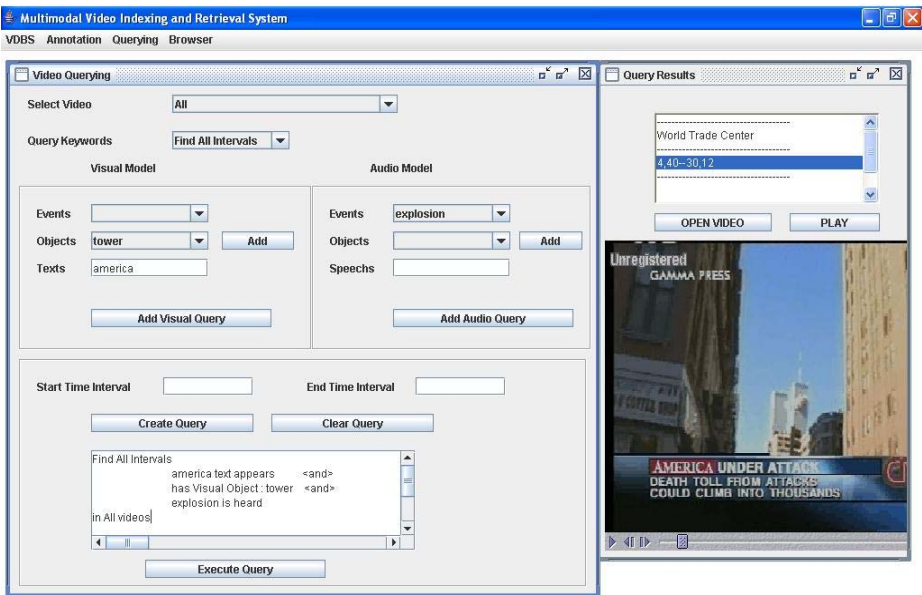 Multimodal Video Indexing and Retrieval System
VDBS Annotation Querying Browser
Video Querying
Select Video All
Query Keywords Find All Intervals
Visual Model Audio Model
Events Events explosion
Objects tower Add Objects Add
Texts america Speechs
Add Visual Query Add Audio Query
Start Time Interval End Time Interval
Create Query Clear Query
Find All Intervals
america text appears <and>
has Visual Object : tower <and>
explosion is heard
in All videos
Execute Query
Query Results
------------------------------------
World Trade Center
------------------------------------
4,40--30,12
------------------------------------
OPEN VIDEO PLAY
Unregistered
GAMMA PRESS
COFFEE SHOP
AMERICA UNDER ATTACK
DEATH TOLL FROM ATTACKS
COULD CLIMB INTO THOUSANDS